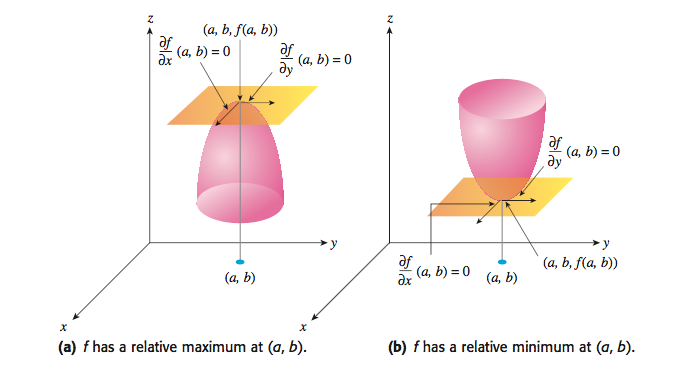 z
(a, b, f(a, b))
∂f/∂x (a, b) = 0
∂f/∂y (a, b) = 0
y
(a, b)
x
(a) f has a relative maximum at (a, b).
z
∂f/∂y (a, b) = 0
y
∂f/∂x (a, b) = 0
(a, b)
(a, b, f(a, b))
x
(b) f has a relative minimum at (a, b).